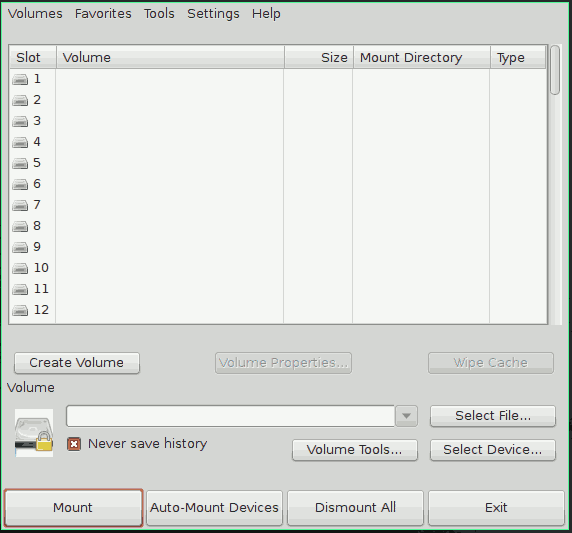 Volumes Favorites Tools Settings Help
Slot Volume Size Mount Directory Type
1
2
3
4
5
6
7
8
9
10
11
12
Create Volume Volume Properties... Wipe Cache
Volume
Select File...
Never save history
Volume Tools... Select Device...
Mount Auto-Mount Devices Dismount All Exit